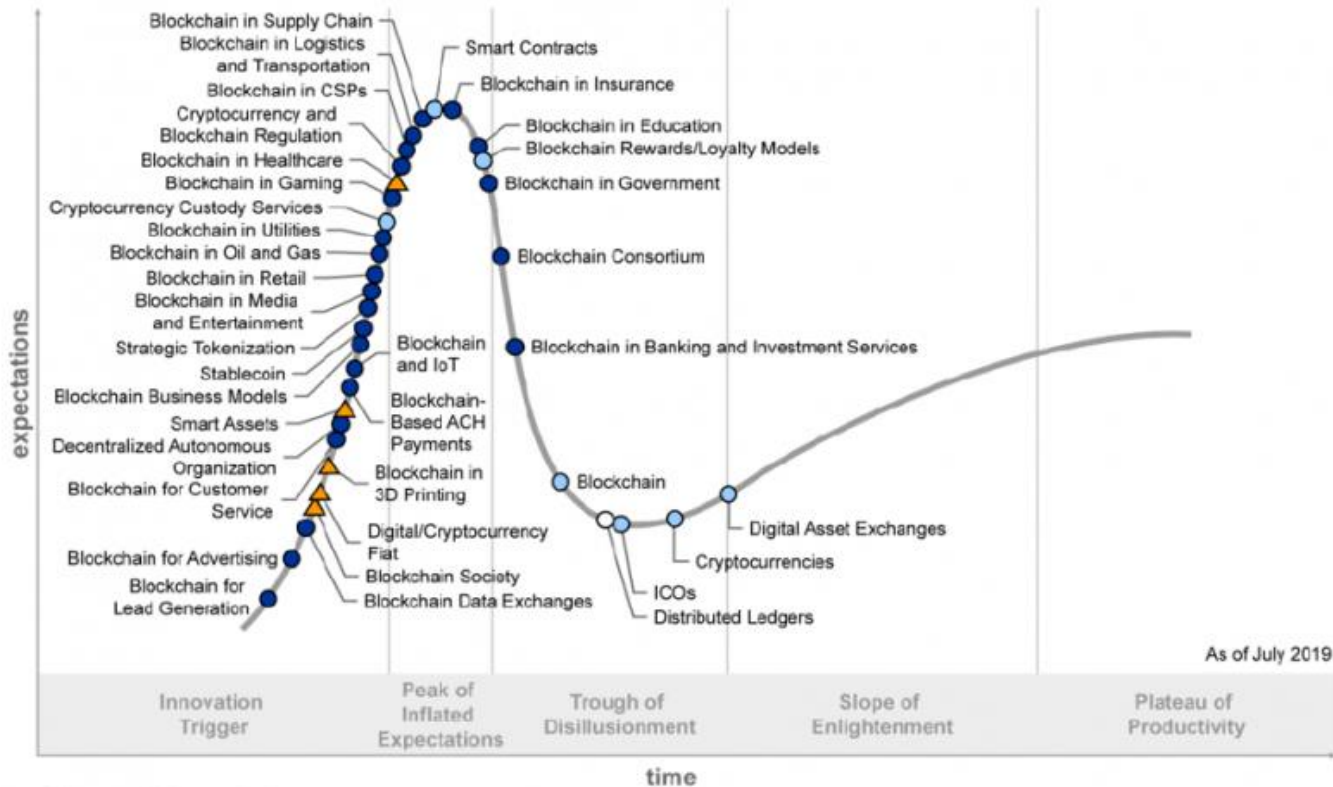 Blockchain in Supply Chain
Blockchain in Logistics
and Transportation
Blockchain in CSPs
Cryptocurrency and
Blockchain Regulation
Blockchain in Healthcare
Blockchain in Gaming
Cryptocurrency Custody Services
Blockchain in Utilities
Blockchain in Oil and Gas
Blockchain in Retail
Blockchain in Media
and Entertainment
Strategic Tokenization
Stablecoin
Blockchain Business Models
Smart Assets
Decentralized Autonomous
Organization
Blockchain for Customer
Service
Blockchain for Advertising
Blockchain for
Lead Generation
Smart Contracts
Blockchain in Insurance
Blockchain in Education
Blockchain Rewards/Loyalty Models
Blockchain in Government
Blockchain Consortium
Blockchain in Banking and Investment Services
Blockchain
and IoT
Blockchain-
Based ACH
Payments
Blockchain in
3D Printing
Digital/Cryptocurrency
Fiat
Blockchain Society
Blockchain Data Exchanges
Blockchain
Digital Asset Exchanges
Cryptocurrencies
ICOs
Distributed Ledgers
As of July 2019
expectations
Innovation
Trigger
Peak of
Inflated
Expectations
Trough of
Disillusionment
Slope of
Enlightenment
Plateau of
Productivity
time